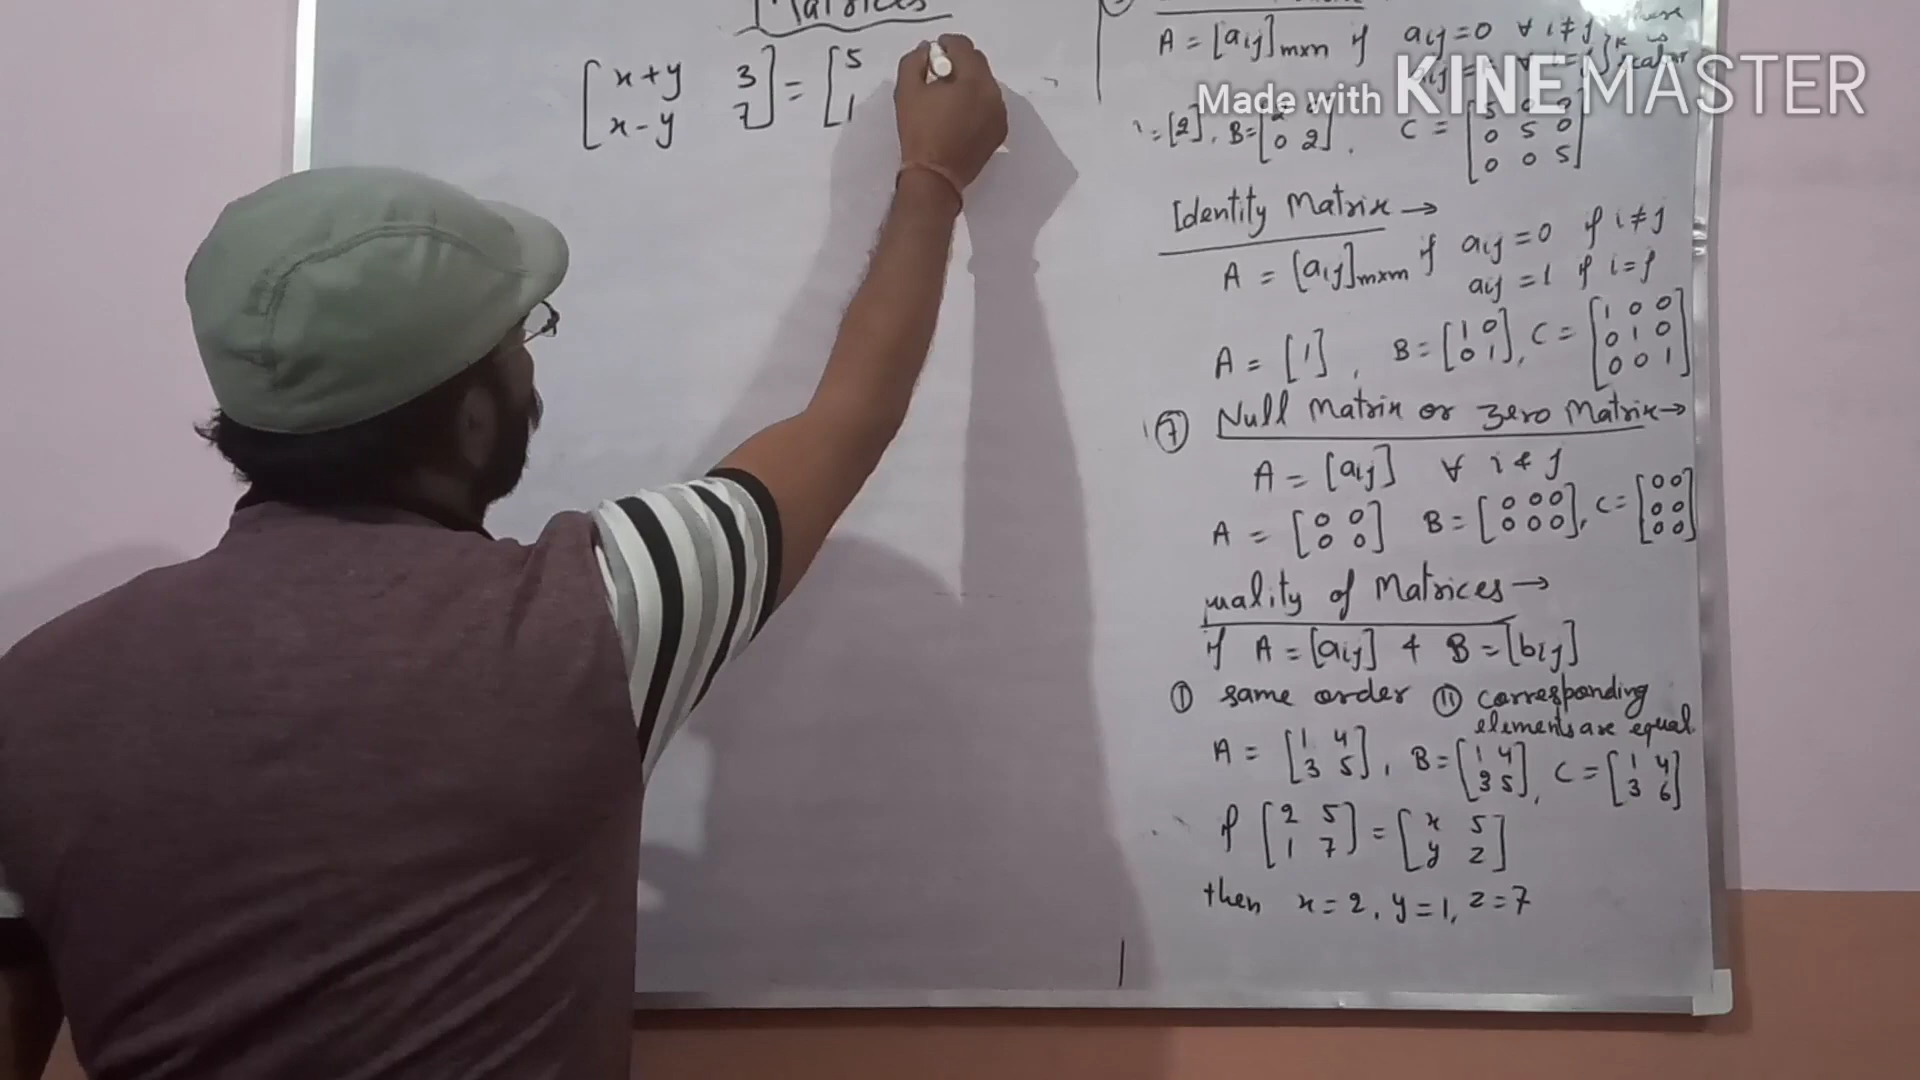 Matrices
[x+y 3
x-y 7] = [5
1
A = [aij]m×n if aij = 0 ∀ i≠j
Made with KINEMASTER
= [2], B = [2
0 2], C = [5 0 0
0 5 0
0 0 5]
Identity Matrix →
A = [aij]m×m if aij = 0 if i≠j
aij = 1 if i=j
A = [1], B = [1 0
0 1], C = [1 0 0
0 1 0
0 0 1]
⑦ Null Matrix or Zero Matrix →
A = [aij] ∀ i & j
A = [0 0
0 0] B = [0 0 0
0 0 0], C = [0 0
0 0
0 0]
uality of Matrices →
if A = [aij] & B = [bij]
Ⓘ same order Ⓘⓘ corresponding
elements are equal
A = [1 4
3 5], B = [1 4
3 5], C = [1 4
3 6]
if [2 5
1 7] = [x 5
y z]
then x=2, y=1, z=7